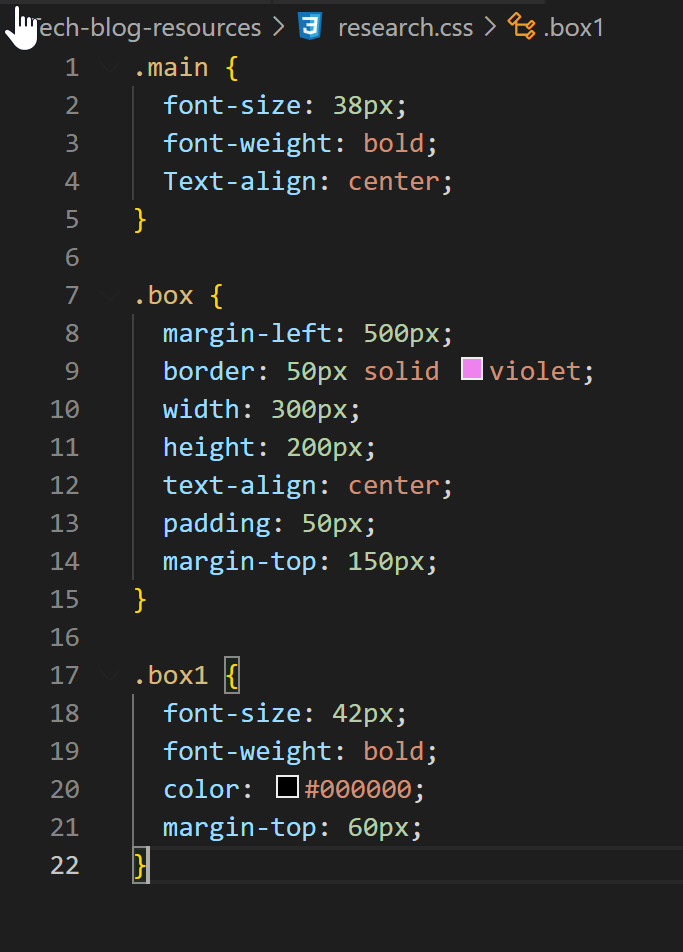 ech-blog-resources > research.css > .box1
1 .main {
2 font-size: 38px;
3 font-weight: bold;
4 Text-align: center;
5 }
6
7 .box {
8 margin-left: 500px;
9 border: 50px solid violet;
10 width: 300px;
11 height: 200px;
12 text-align: center;
13 padding: 50px;
14 margin-top: 150px;
15 }
16
17 .box1 {
18 font-size: 42px;
19 font-weight: bold;
20 color: #000000;
21 margin-top: 60px;
22 }